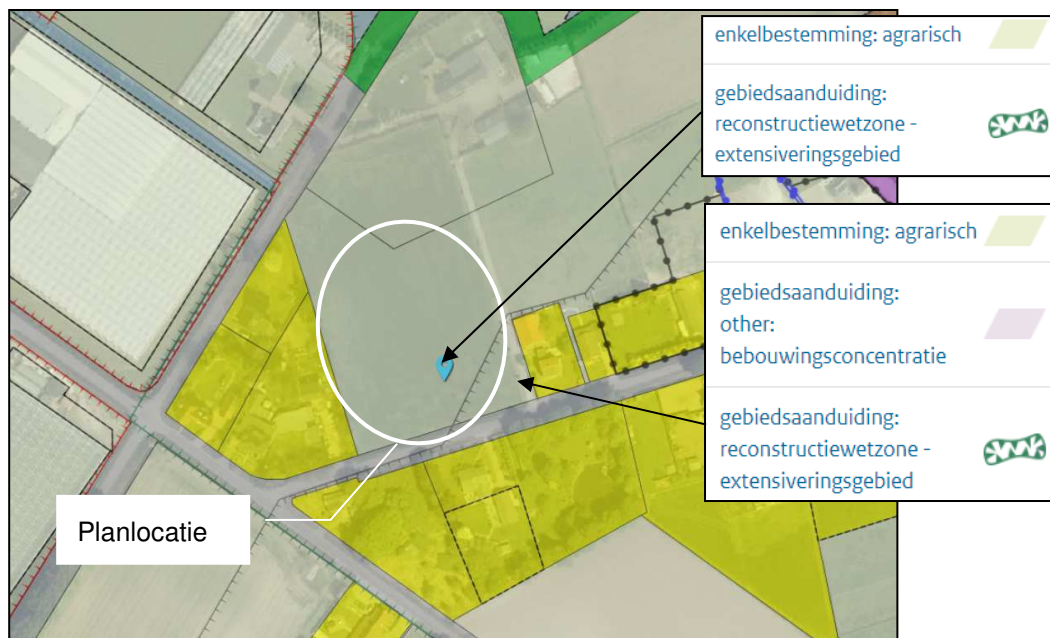 enkelbestemming: agrarisch
gebiedsaanduiding:
reconstructiewetzone -
extensiveringsgebied
enkelbestemming: agrarisch
gebiedsaanduiding:
other:
bebouwingsconcentratie
gebiedsaanduiding:
reconstructiewetzone -
extensiveringsgebied
Planlocatie